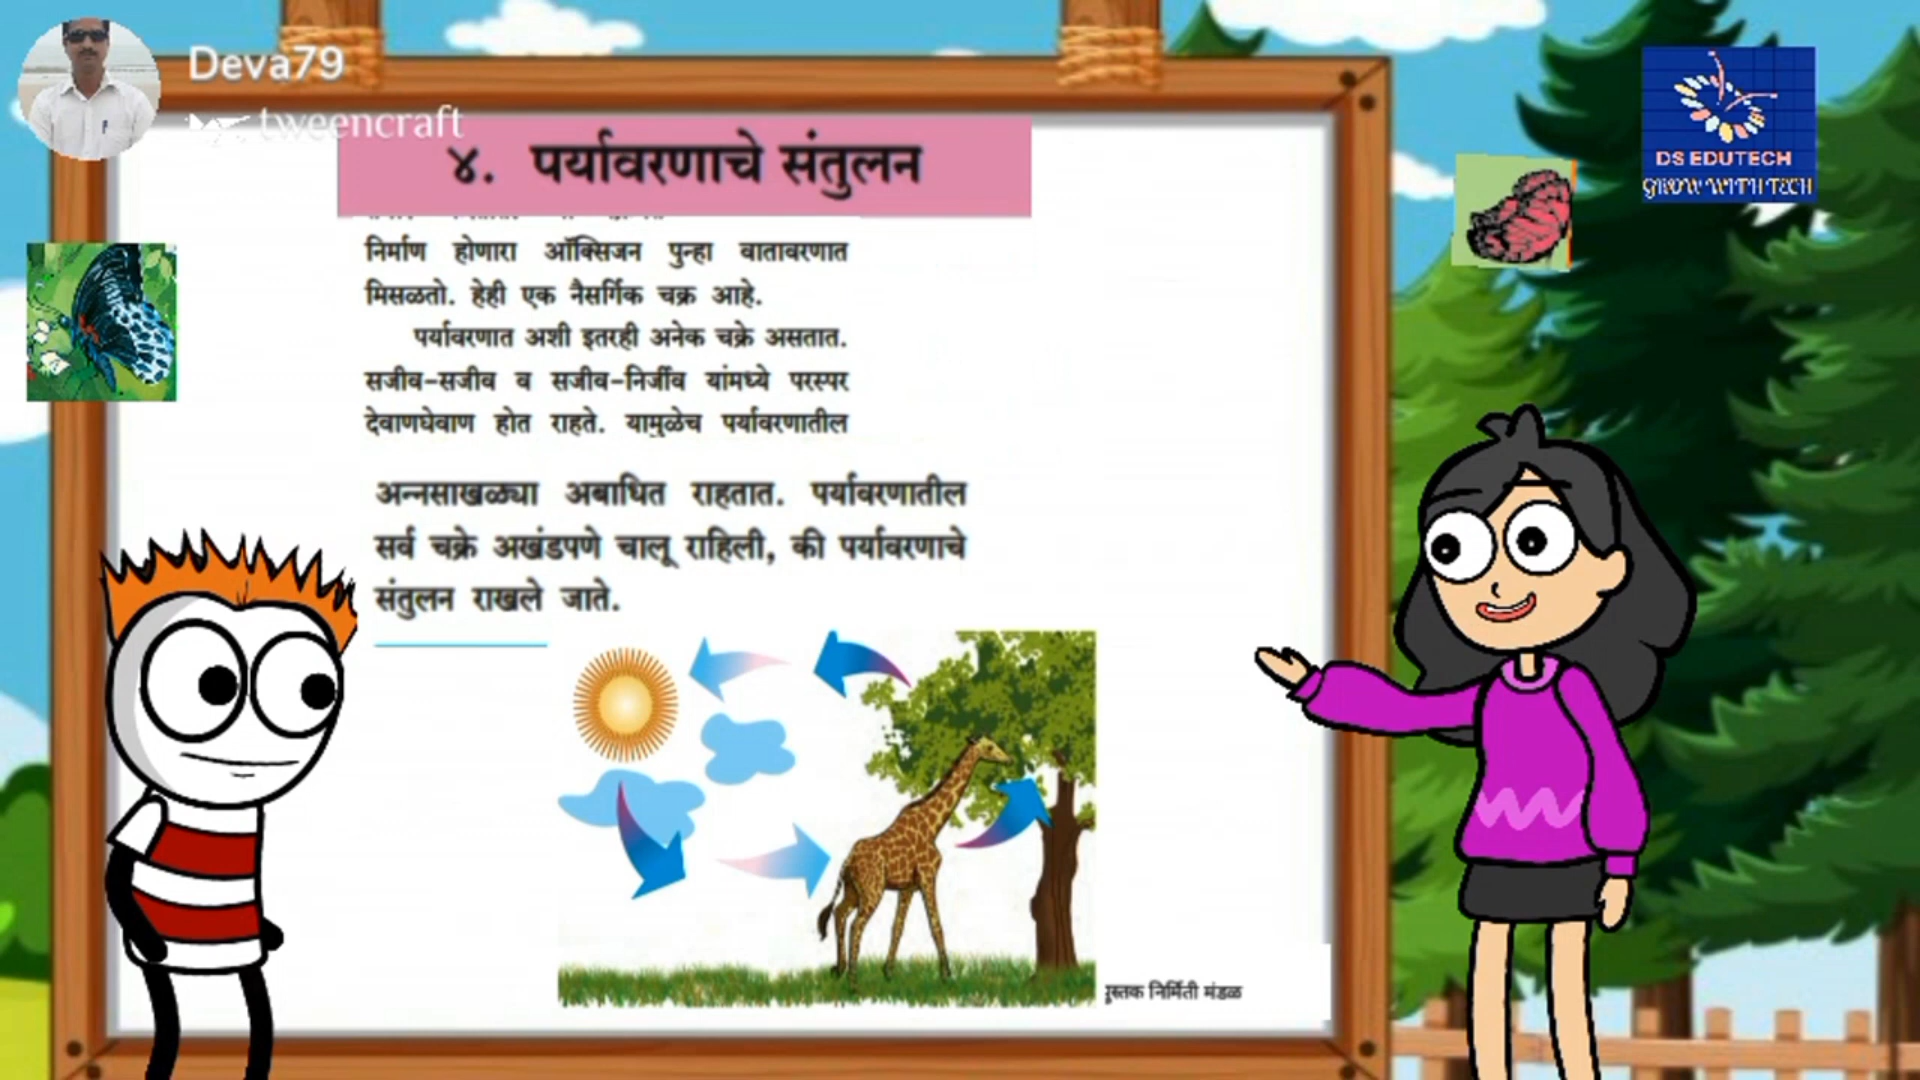 Deva79
tweencraft
४. पर्यावरणाचे संतुलन
निर्माण होणारा ऑक्सिजन पुन्हा वातावरणात
मिसळतो. हेही एक नैसर्गिक चक्र आहे.
पर्यावरणात अशी इतरही अनेक चक्रे असतात.
सजीव-सजीव व सजीव-निर्जीव यांमध्ये परस्पर
देवाणघेवाण होत राहते. यामुळेच पर्यावरणातील
अन्नसाखळ्या अबाधित राहतात. पर्यावरणातील
सर्व चक्रे अखंडपणे चालू राहिली, की पर्यावरणाचे
संतुलन राखले जाते.
पुस्तक निर्मिती मंडळ
DS EDUTECH
GROW WITH TECH